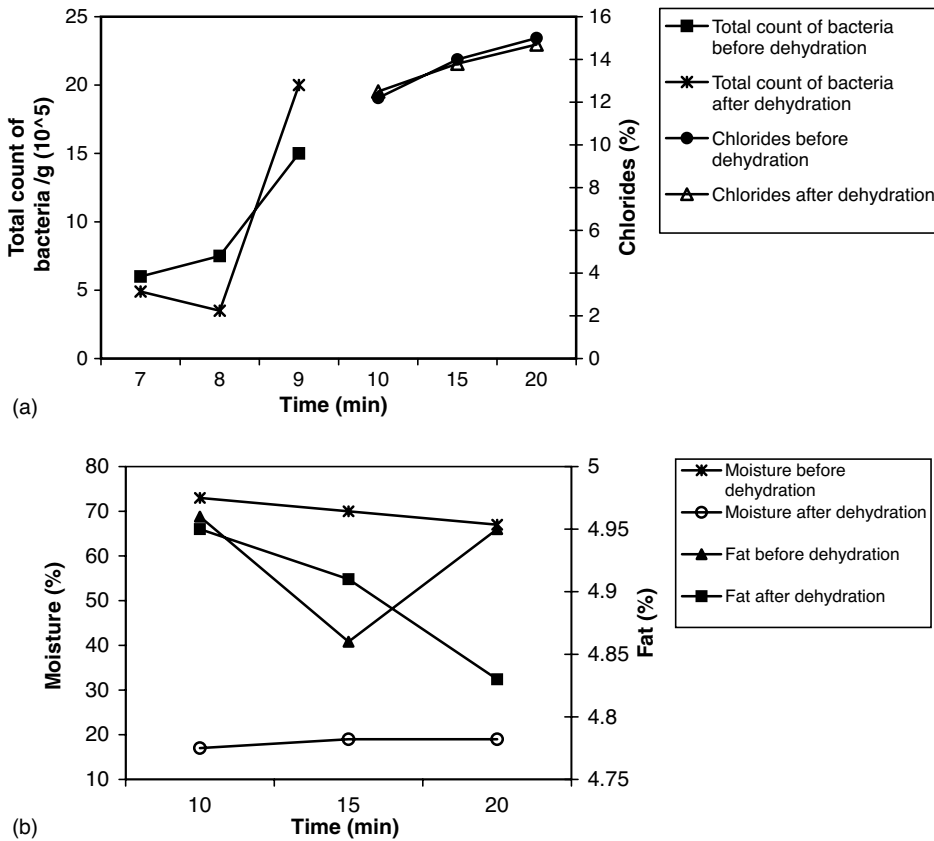 25
20
15
10
5
0
Total count of
bacteria /g (10^5)
16
14
12
10
8
6
4
2
0
Chlorides (%)
7 8 9 10 15 20
Time (min)
Total count of bacteria
before dehydration
Total count of bacteria
after dehydration
Chlorides before
dehydration
Chlorides after dehydration
(a)
80
70
60
50
40
30
20
10
Moisture (%)
5
4.95
4.9
4.85
4.8
4.75
Fat (%)
10 15 20
Time (min)
Moisture before
dehydration
Moisture after dehydration
Fat before dehydration
Fat after dehydration
(b)